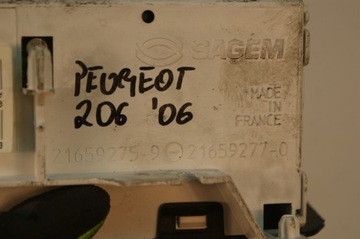 SAGEM
PEUGEOT
206 '06
MADE
IN
FRANCE
21659275-9 21659277-0